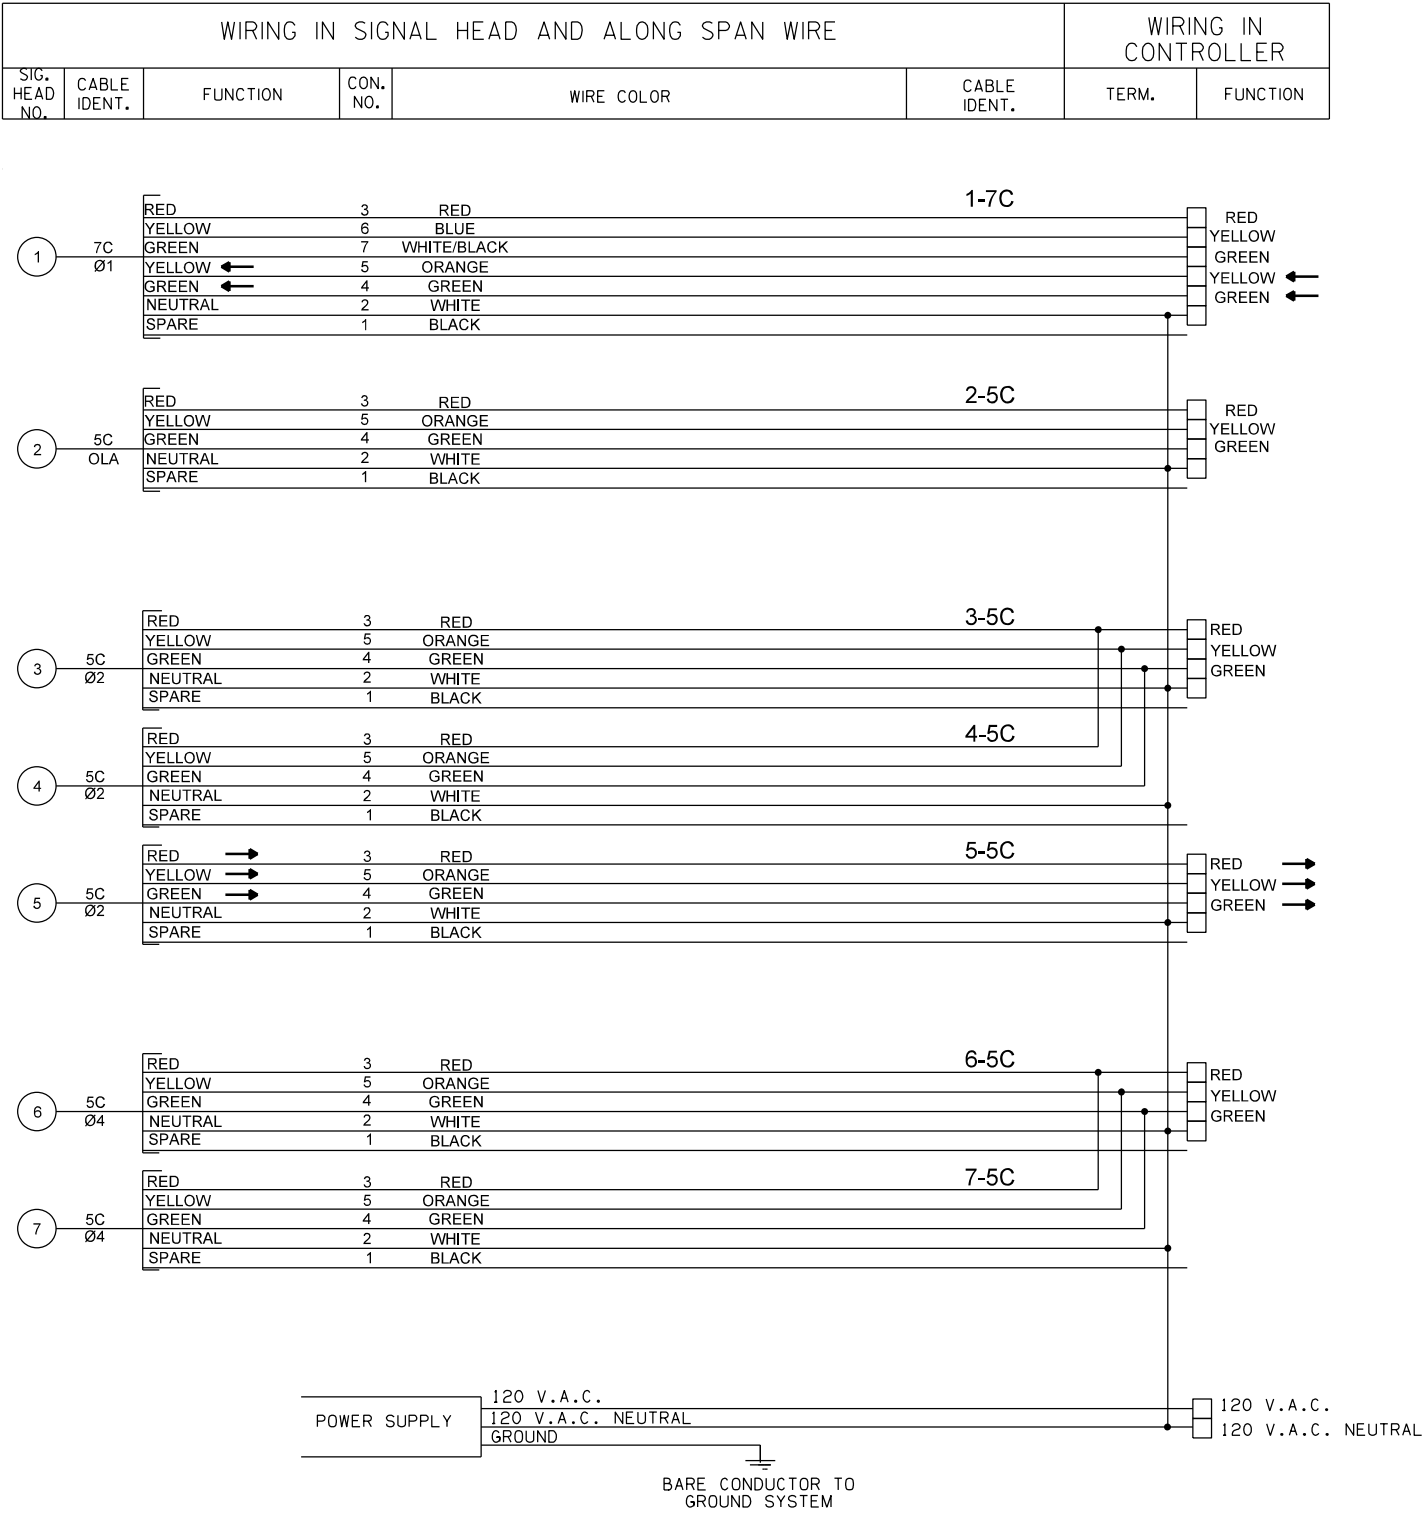 WIRING IN SIGNAL HEAD AND ALONG SPAN WIRE
WIRING IN CONTROLLER
SIG. HEAD NO.
CABLE IDENT.
FUNCTION
CON. NO.
WIRE COLOR
CABLE IDENT.
TERM.
FUNCTION
1-7C
RED 3 RED RED
YELLOW 6 BLUE YELLOW
1 7C Ø1
GREEN 7 WHITE/BLACK GREEN
YELLOW 5 ORANGE YELLOW
GREEN 4 GREEN GREEN
NEUTRAL 2 WHITE
SPARE 1 BLACK
2-5C
RED 3 RED RED
YELLOW 5 ORANGE YELLOW
2 5C OLA
GREEN 4 GREEN GREEN
NEUTRAL 2 WHITE
SPARE 1 BLACK
3-5C
RED 3 RED RED
YELLOW 5 ORANGE YELLOW
3 5C Ø2
GREEN 4 GREEN GREEN
NEUTRAL 2 WHITE
SPARE 1 BLACK
4-5C
RED 3 RED
YELLOW 5 ORANGE
4 5C Ø2
GREEN 4 GREEN
NEUTRAL 2 WHITE
SPARE 1 BLACK
5-5C
RED 3 RED RED
YELLOW 5 ORANGE YELLOW
5 5C Ø2
GREEN 4 GREEN GREEN
NEUTRAL 2 WHITE
SPARE 1 BLACK
6-5C
RED 3 RED RED
YELLOW 5 ORANGE YELLOW
6 5C Ø4
GREEN 4 GREEN GREEN
NEUTRAL 2 WHITE
SPARE 1 BLACK
7-5C
RED 3 RED
YELLOW 5 ORANGE
7 5C Ø4
GREEN 4 GREEN
NEUTRAL 2 WHITE
SPARE 1 BLACK
POWER SUPPLY
120 V.A.C. 120 V.A.C.
120 V.A.C. NEUTRAL 120 V.A.C. NEUTRAL
GROUND
BARE CONDUCTOR TO
GROUND SYSTEM